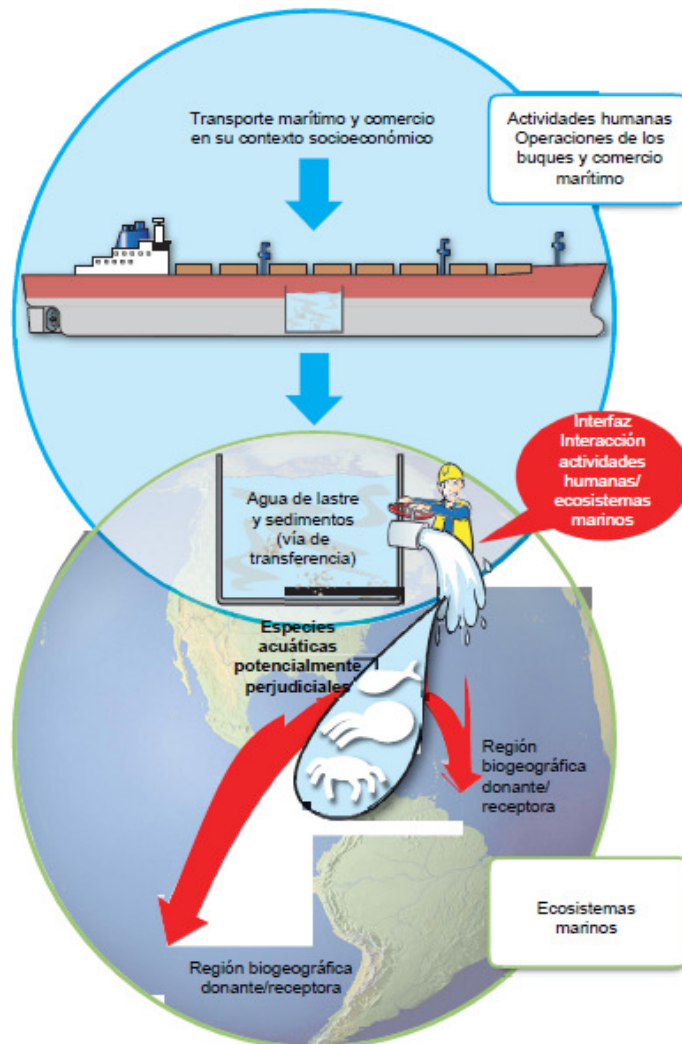 Transporte marítimo y comercio
en su contexto socioeconómico
Actividades humanas
Operaciones de los
buques y comercio
marítimo
Interfaz
Interacción
actividades
humanas/
ecosistemas
marinos
Agua de lastre
y sedimentos
(vía de
transferencia)
Especies
acuáticas
potencialmente
perjudiciales
Región
biogeográfica
donante/
receptora
Ecosistemas
marinos
Región biogeográfica
donante/receptora